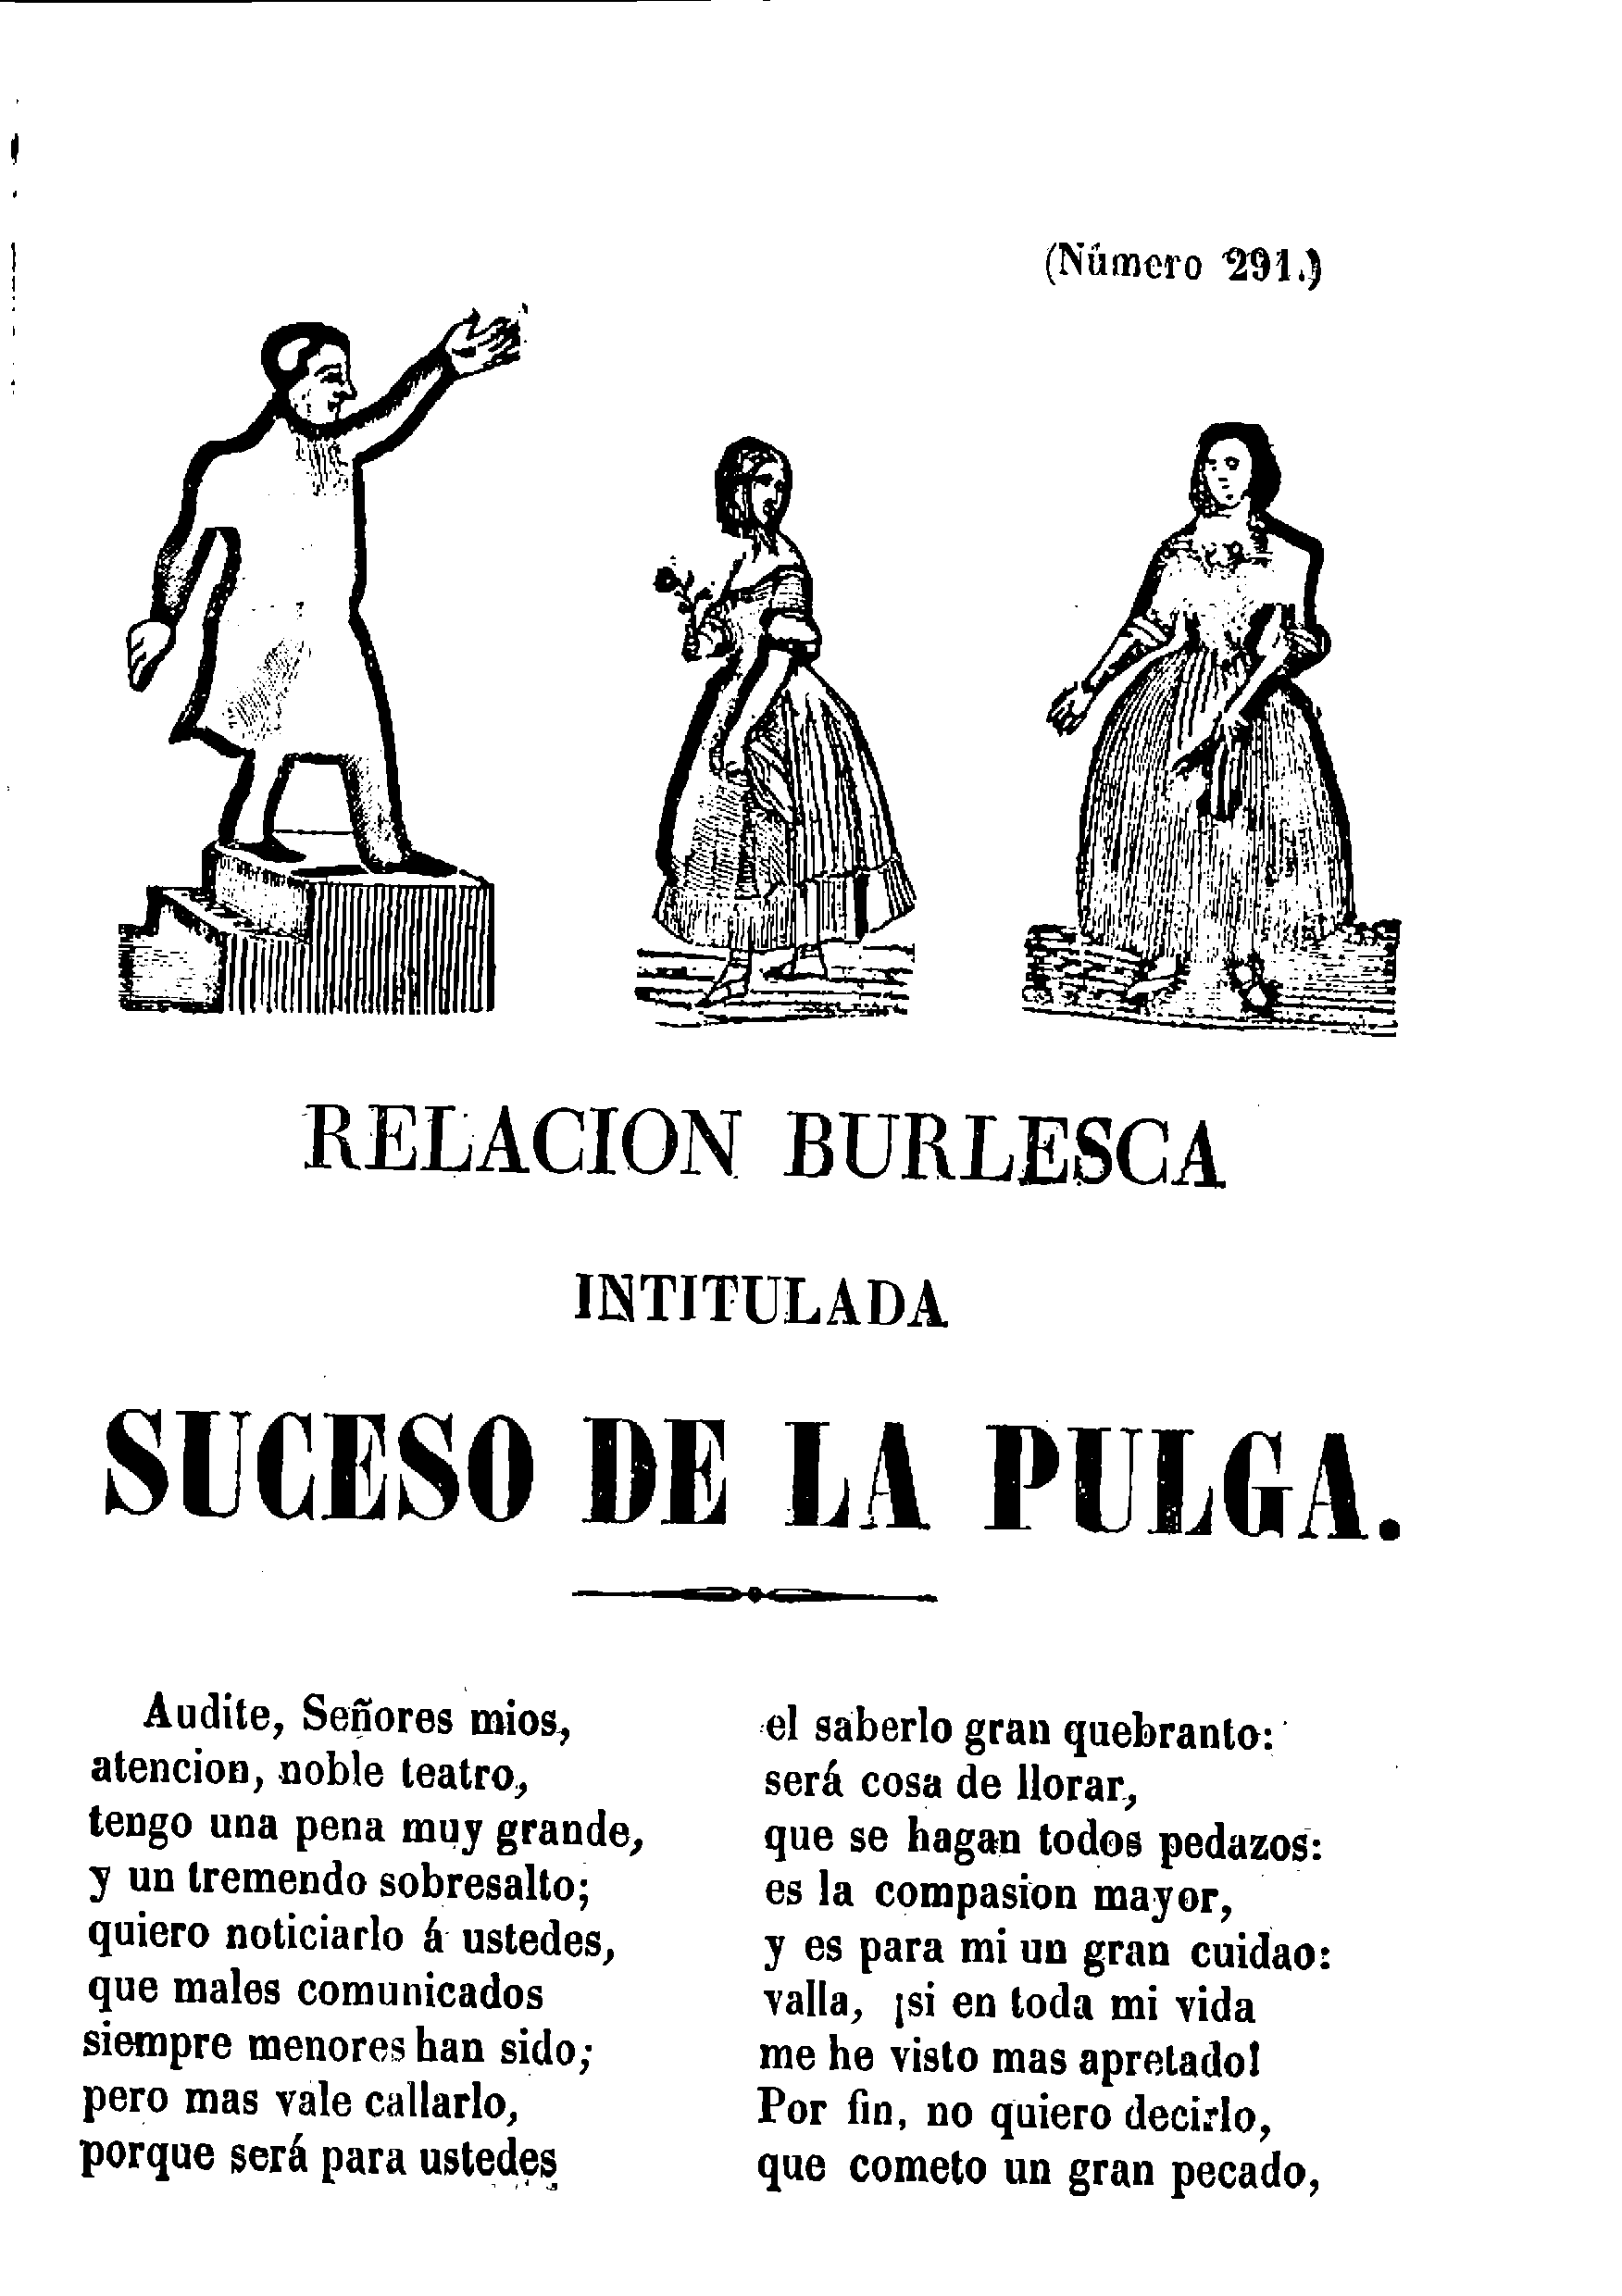 (Número 291.)
RELACION BURLESCA
INTITULADA
SUCESO DE LA PULGA.
Audite, Señores mios,
atencion, noble teatro,
tengo una pena muy grande,
y un tremendo sobresalto;
quiero noticiarlo á ustedes,
que males comunicados
siempre menores han sido;
pero mas vale callarlo,
porque será para ustedes
el saberlo gran quebranto:
será cosa de llorar,
que se hagan todos pedazos:
es la compasion mayor,
y es para mi un gran cuidao:
valla, ¡si en toda mi vida
me he visto mas apretado!
Por fin, no quiero decirlo,
que cometo un gran pecado,